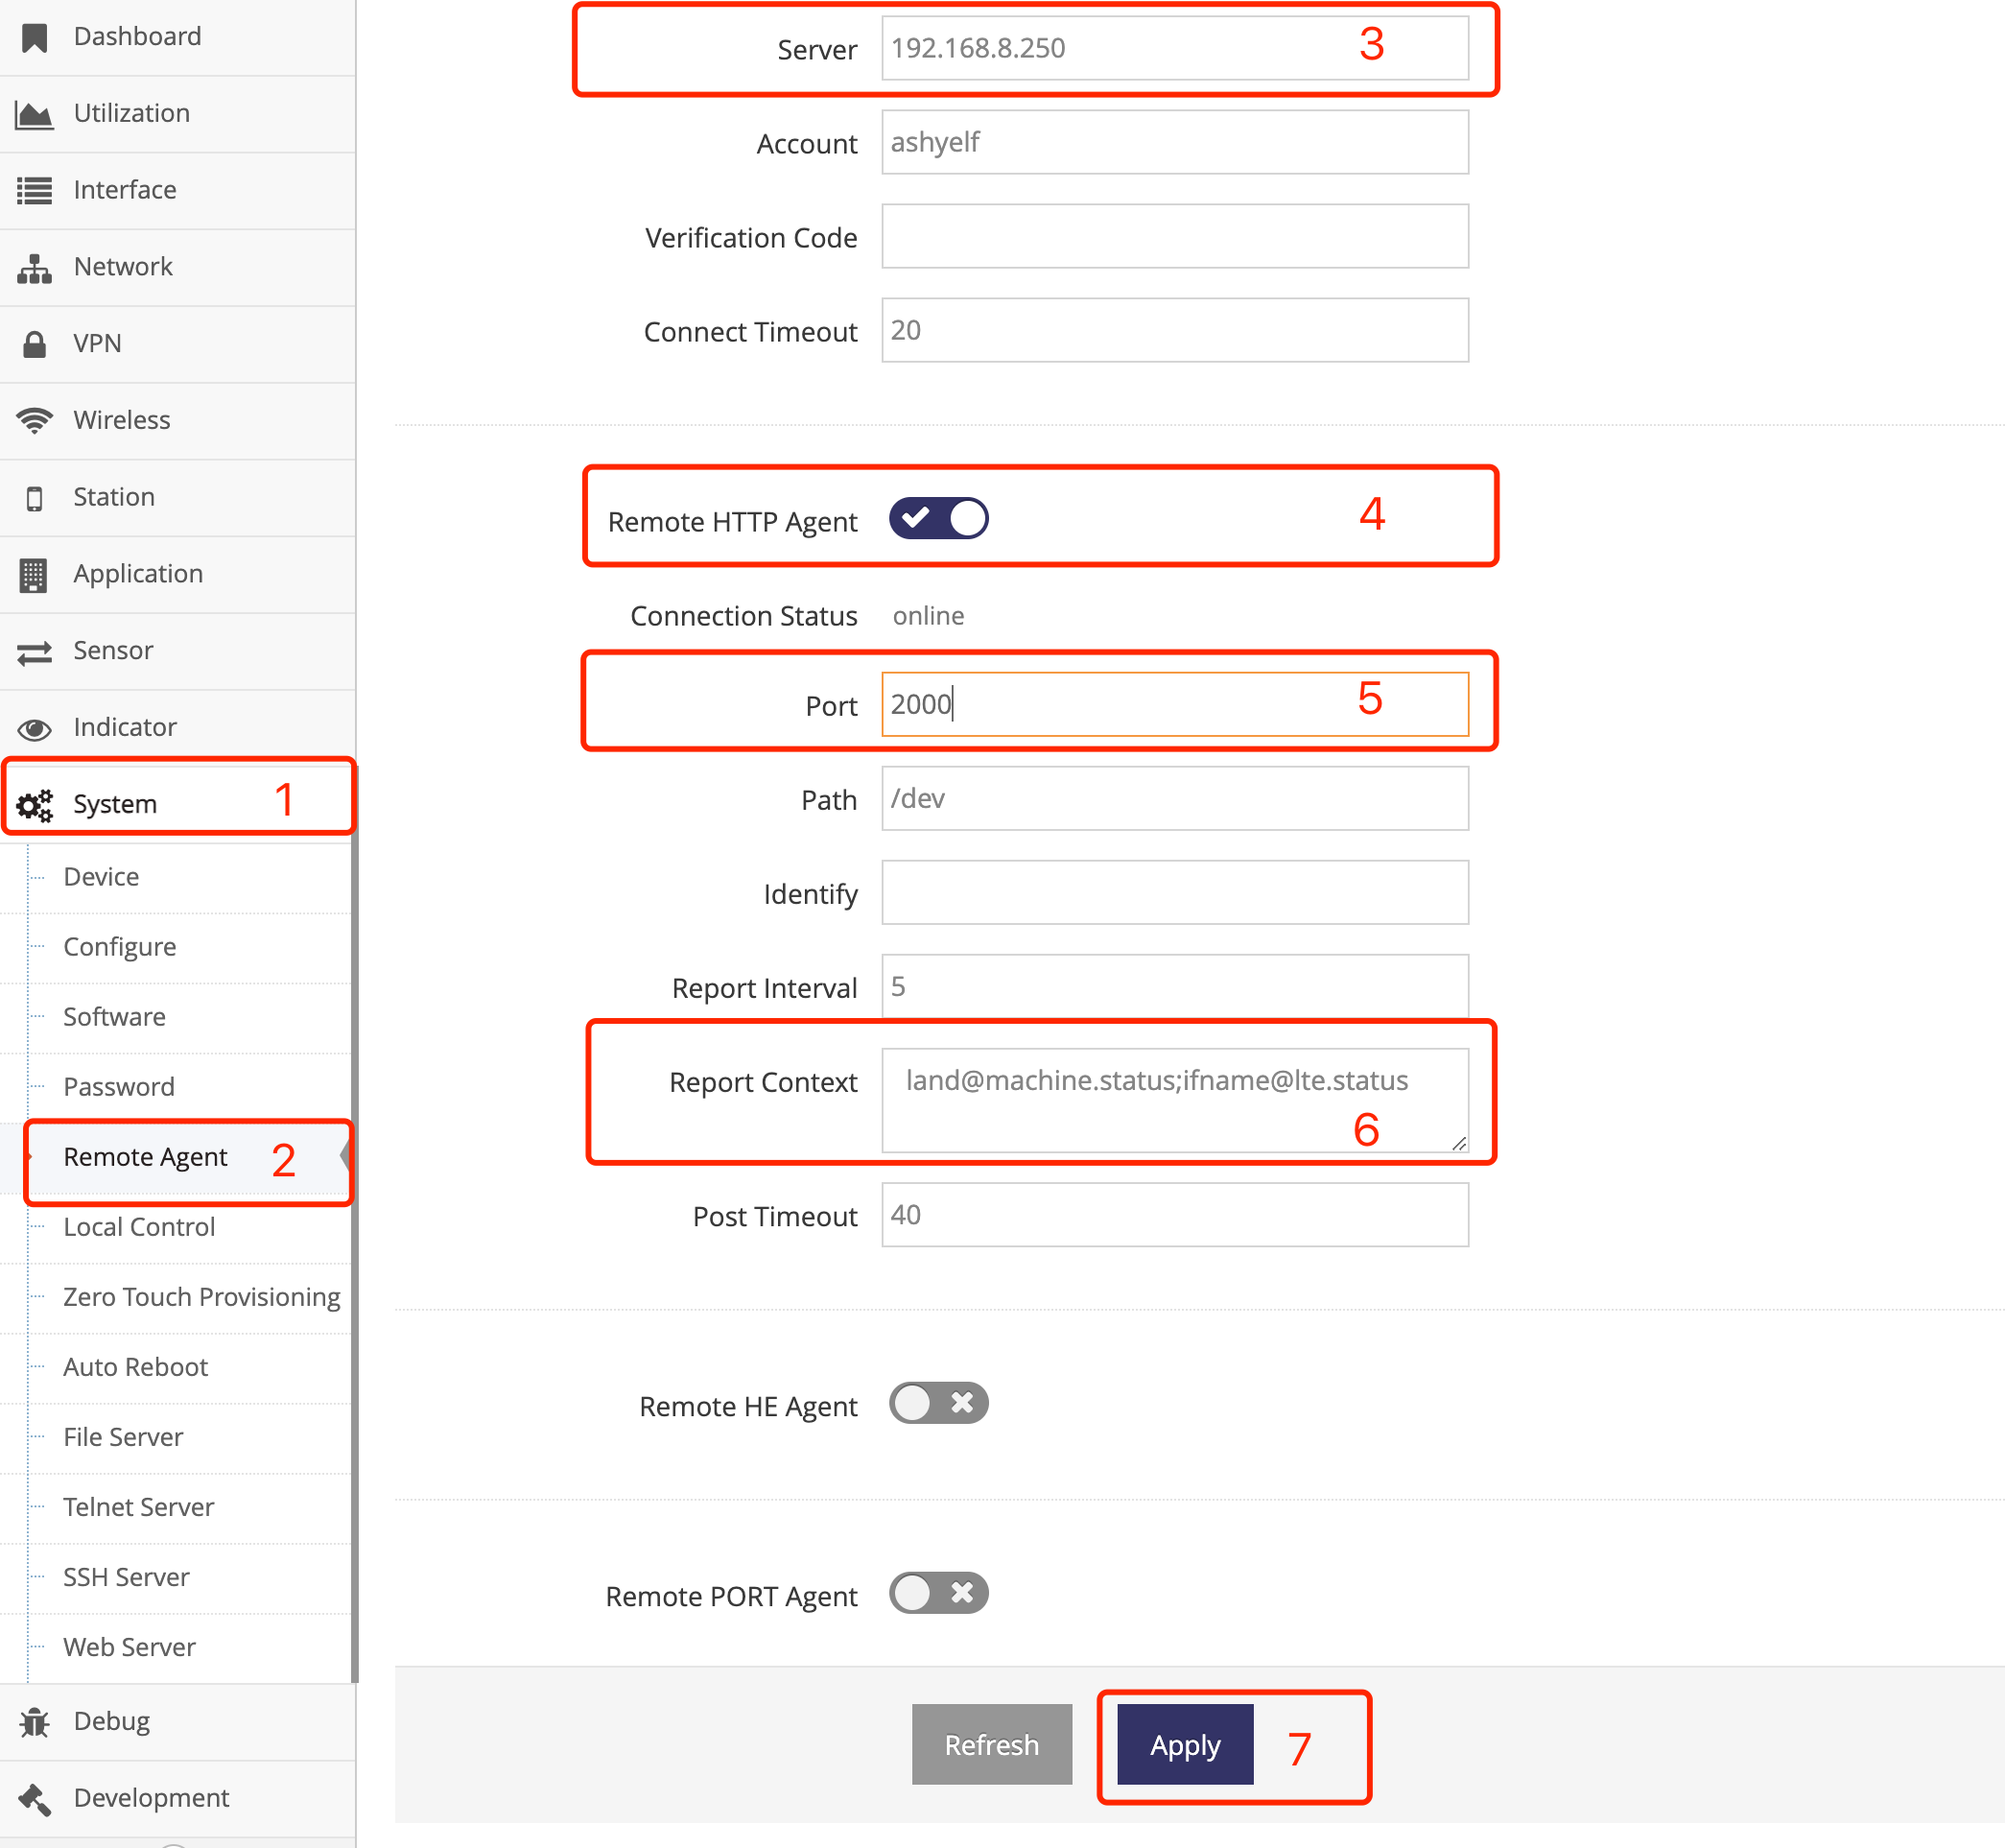 Dashboard
Utilization
Interface
Network
VPN
Wireless
Station
Application
Sensor
Indicator
System 1
Device
Configure
Software
Password
Remote Agent 2
Local Control
Zero Touch Provisioning
Auto Reboot
File Server
Telnet Server
SSH Server
Web Server
Debug
Development
Server 192.168.8.250 3
Account ashyelf
Verification Code
Connect Timeout 20
Remote HTTP Agent 4
Connection Status online
Port 2000 5
Path /dev
Identify
Report Interval 5
Report Context land@machine.status;ifname@lte.status
6
Post Timeout 40
Remote HE Agent
Remote PORT Agent
Refresh Apply 7